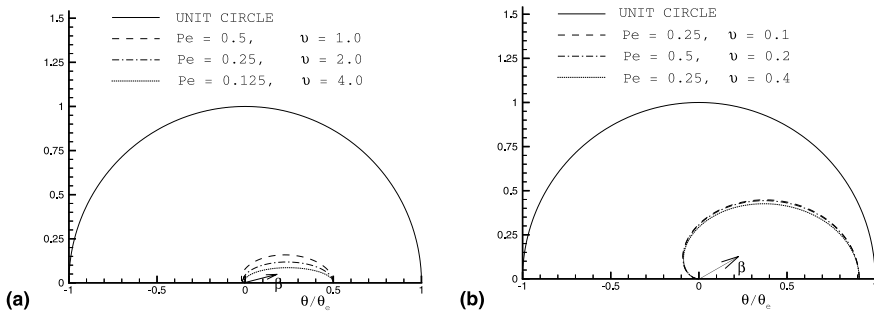 1.5
1.25
1
0.75
0.5
0.25
0
-1
-0.5
0
0.5
1
UNIT CIRCLE
Pe = 0.5, υ = 1.0
Pe = 0.25, υ = 2.0
Pe = 0.125, υ = 4.0
β
θ/θe
(a)
1.5
1.25
1
0.75
0.5
0.25
0
-1
-0.5
0
0.5
1
UNIT CIRCLE
Pe = 0.25, υ = 0.1
Pe = 0.5, υ = 0.2
Pe = 0.25, υ = 0.4
β
θ/θe
(b)